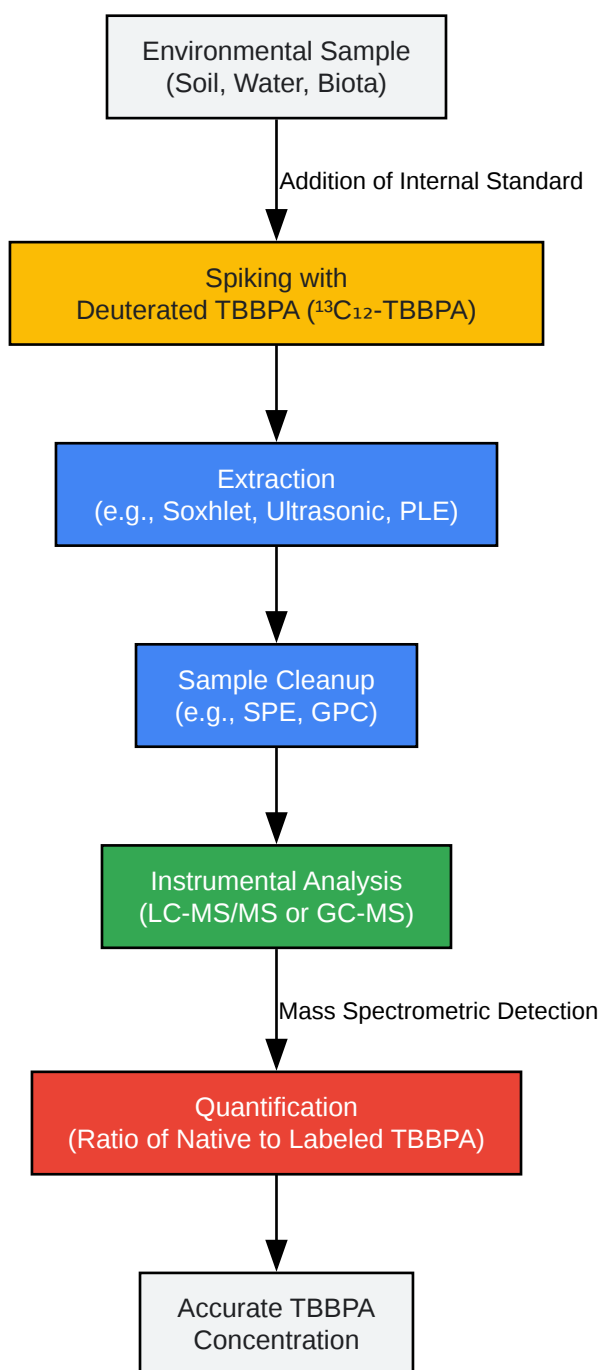 Environmental Sample
(Soil, Water, Biota)
Addition of Internal Standard
Spiking with
Deuterated TBBPA (¹³C₁₂-TBBPA)
Extraction
(e.g., Soxhlet, Ultrasonic, PLE)
Sample Cleanup
(e.g., SPE, GPC)
Instrumental Analysis
(LC-MS/MS or GC-MS)
Mass Spectrometric Detection
Quantification
(Ratio of Native to Labeled TBBPA)
Accurate TBBPA
Concentration